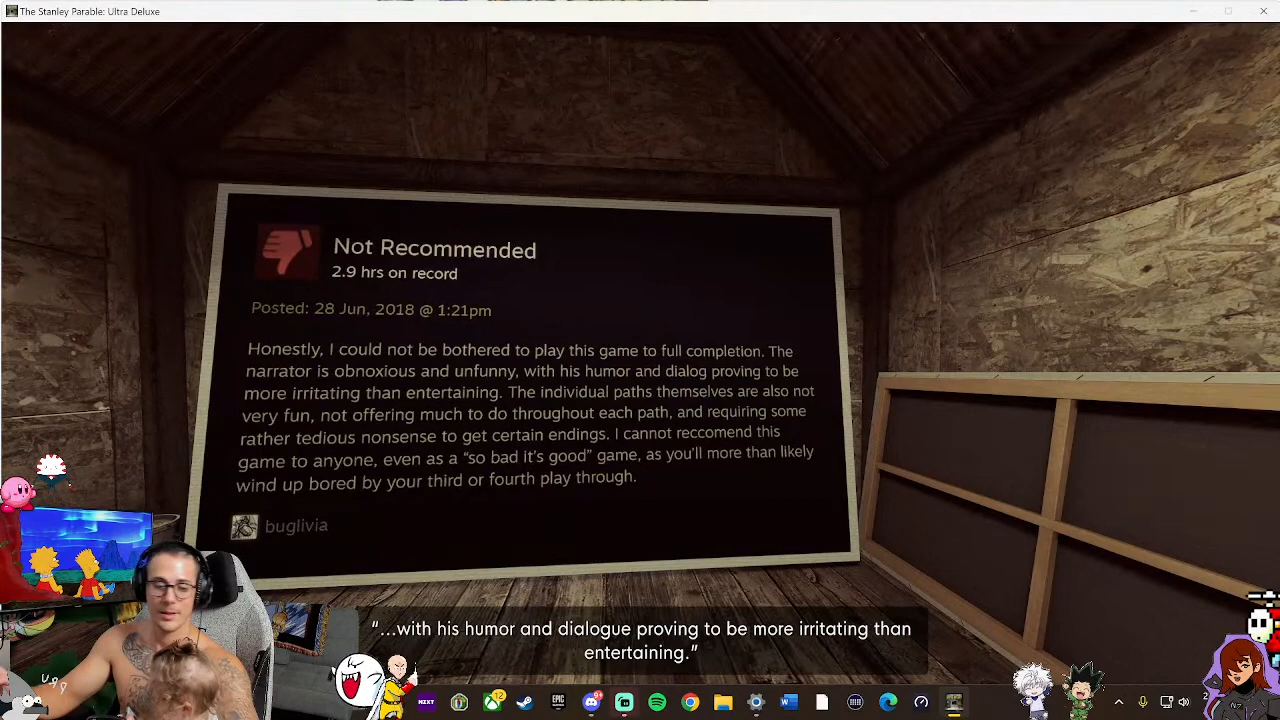 The Stanley Parable: Ultra Deluxe
Not Recommended
2.9 hrs on record
Posted: 28 Jun, 2018 @ 1:21pm
Honestly, I could not be bothered to play this game to full completion. The
narrator is obnoxious and unfunny, with his humor and dialog proving to be
more irritating than entertaining. The individual paths themselves are also not
very fun, not offering much to do throughout each path, and requiring some
rather tedious nonsense to get certain endings. I cannot reccomend this
game to anyone, even as a “so bad it's good” game, as you'll more than likely
wind up bored by your third or fourth play through.
buglivia
“...with his humor and dialogue proving to be more irritating than
entertaining.”
NZXT
12
EPIC